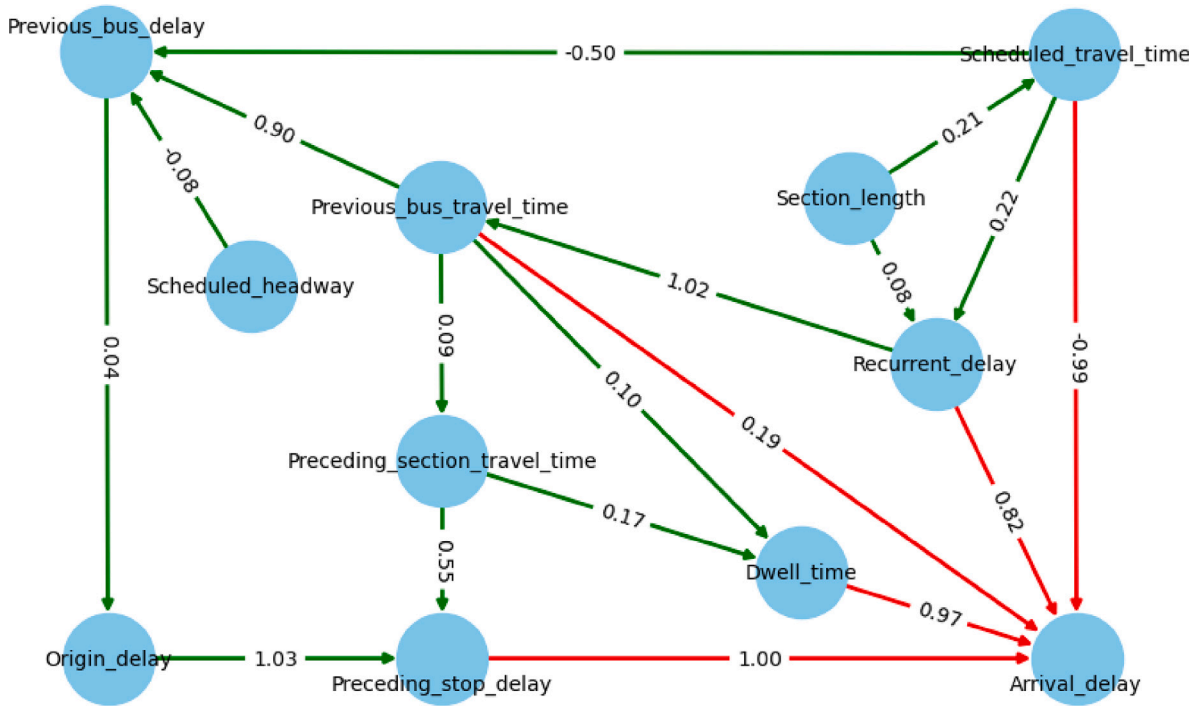 Previous_bus_delay
-0.50
Scheduled_travel_time
0.90
0.21
-0.08
Section_length
Previous_bus_travel_time
0.22
0.08
Scheduled_headway
1.02
0.09
0.04
-0.99
Recurrent_delay
0.10
0.19
Preceding_section_travel_time
0.82
0.17
0.55
Dwell_time
0.97
Origin_delay
1.03
1.00
Preceding_stop_delay
Arrival_delay